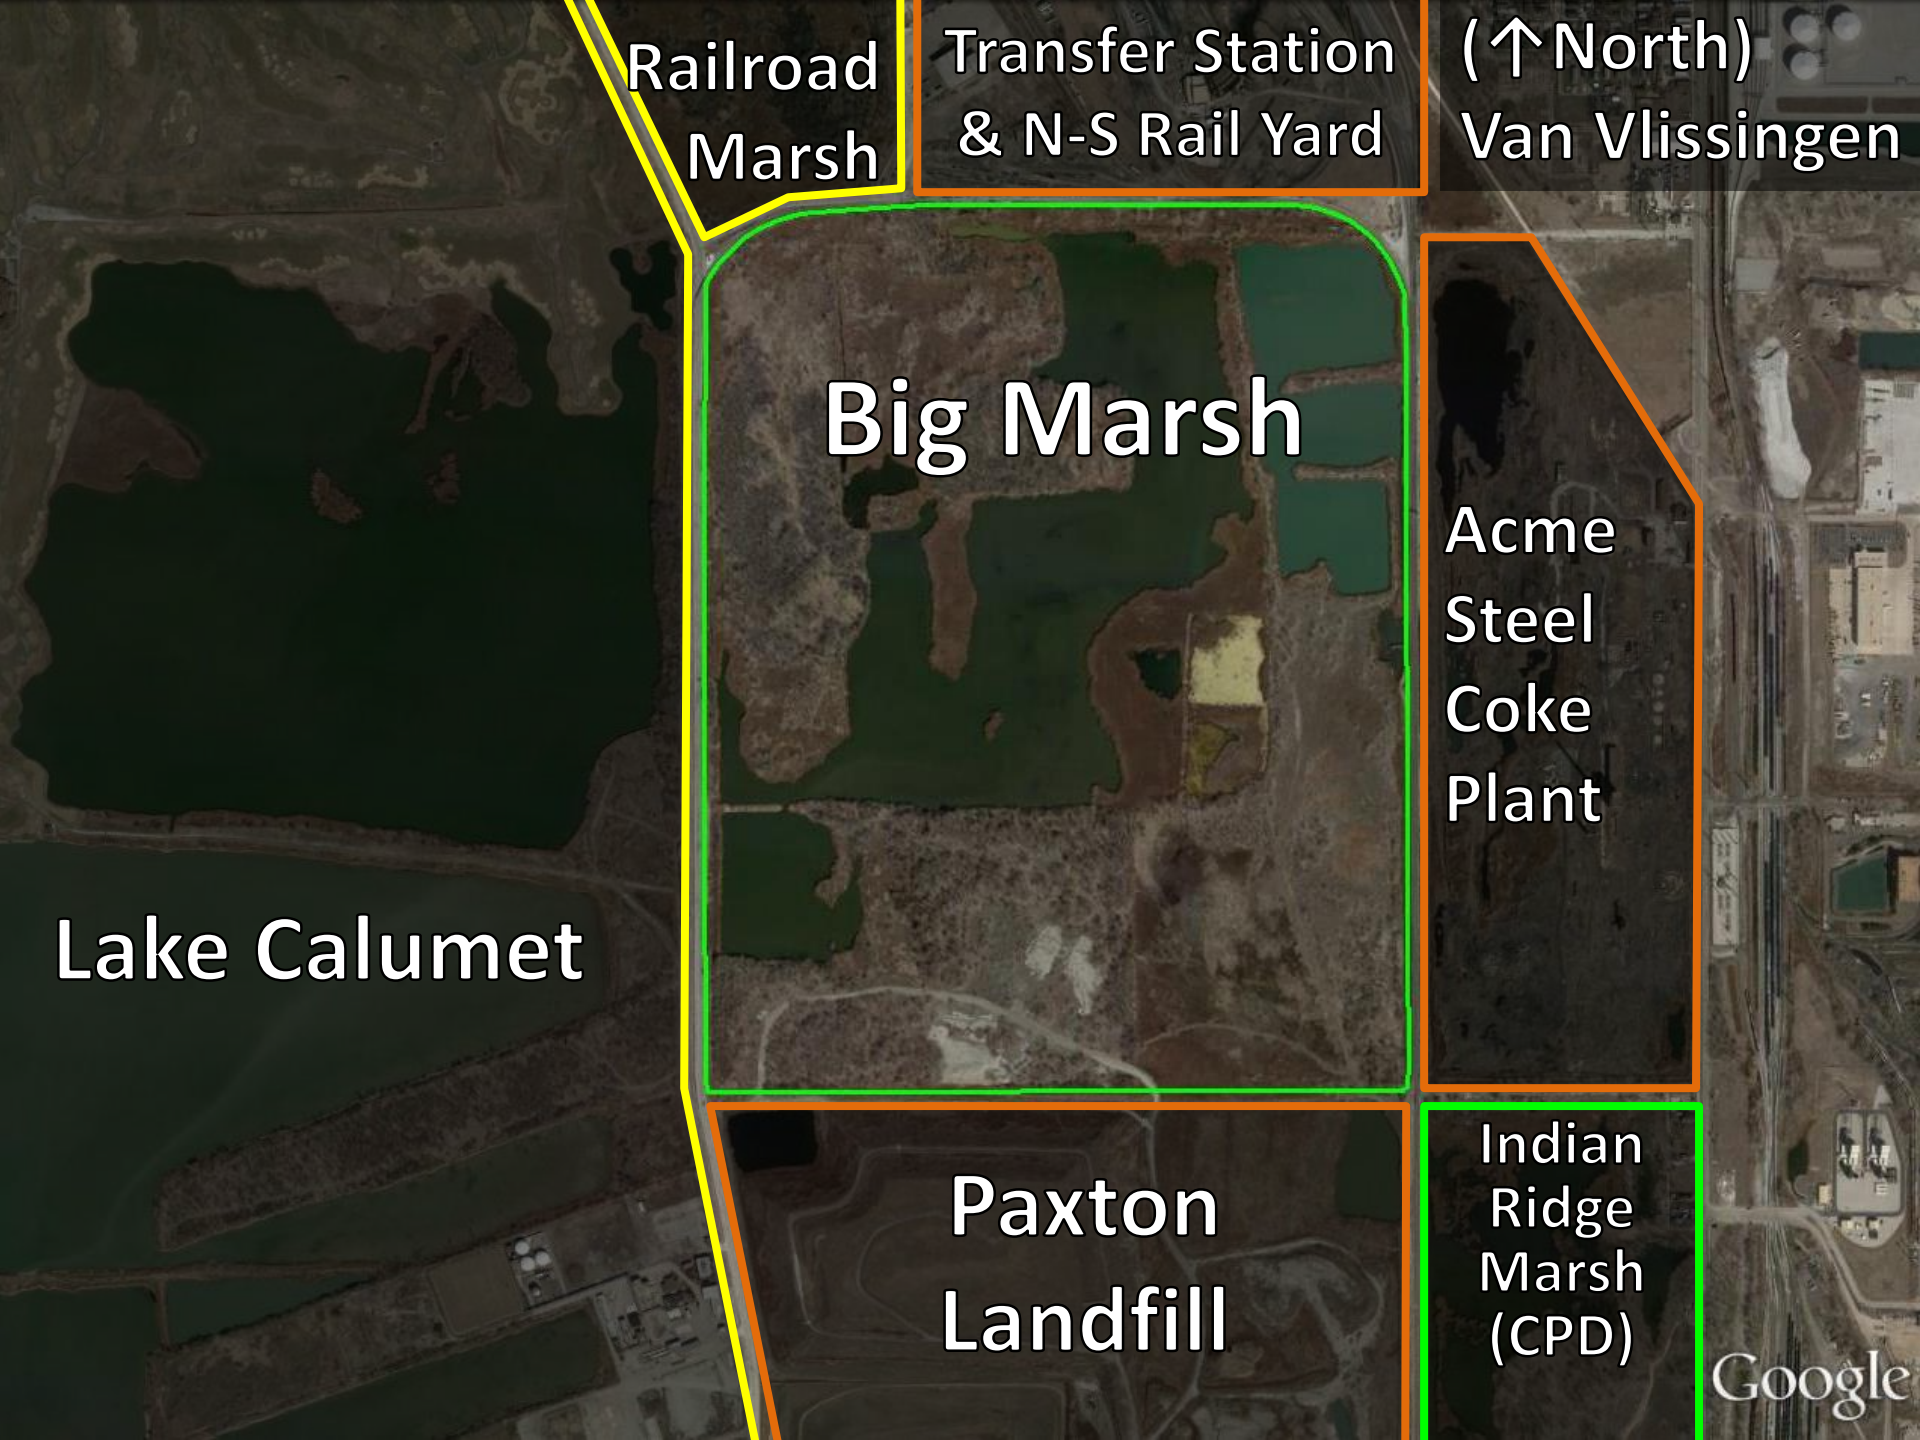 Railroad
Marsh
Transfer Station
& N-S Rail Yard
(↑North)
Van Vlissingen
Big Marsh
Acme
Steel
Coke
Plant
Lake Calumet
Paxton
Landfill
Indian
Ridge
Marsh
(CPD)
Google